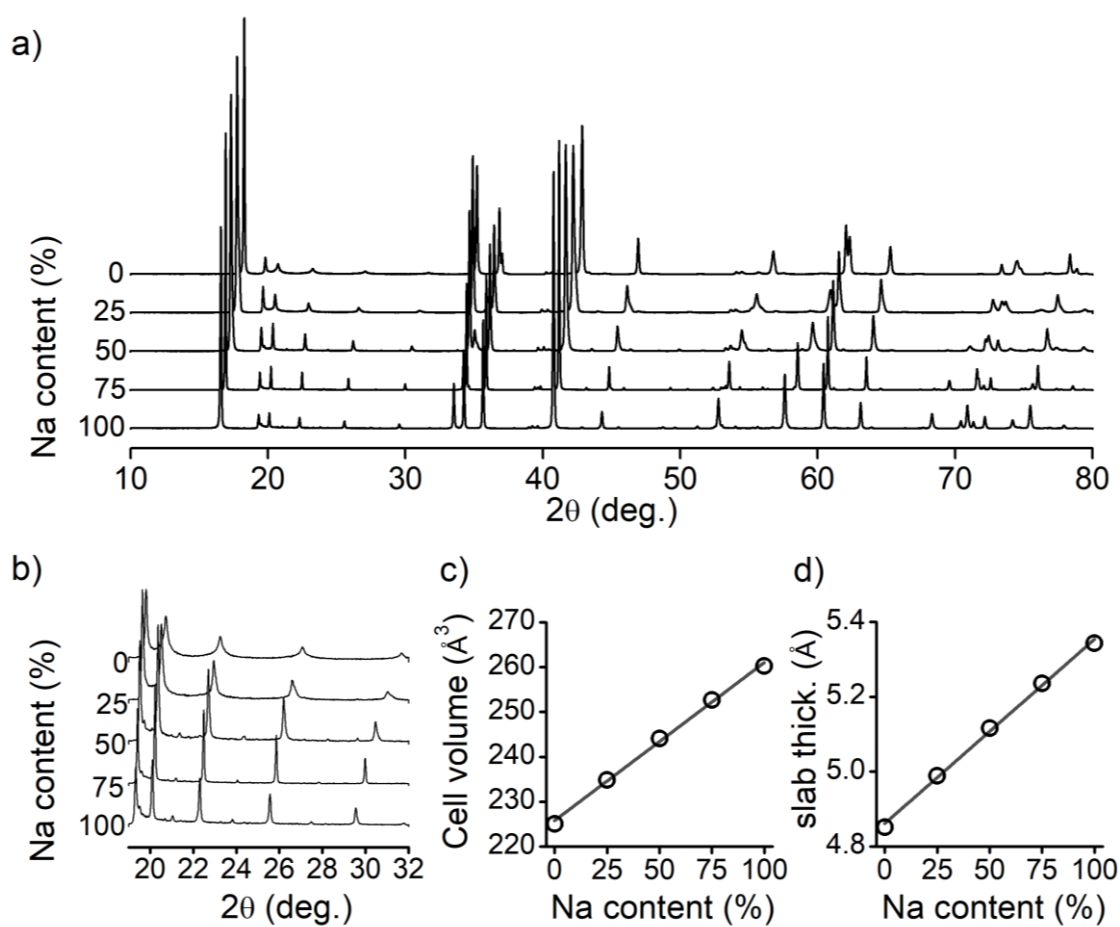 a)
Na content (%)
0
25
50
75
100
10 20 30 40 50 60 70 80
2θ (deg.)
b)
Na content (%)
0
25
50
75
100
20 22 24 26 28 30 32
2θ (deg.)
c)
Cell volume (Å³)
270
260
250
240
230
220
0 25 50 75 100
Na content (%)
d)
slab thick. (Å)
5.4
5.2
5.0
4.8
0 25 50 75 100
Na content (%)